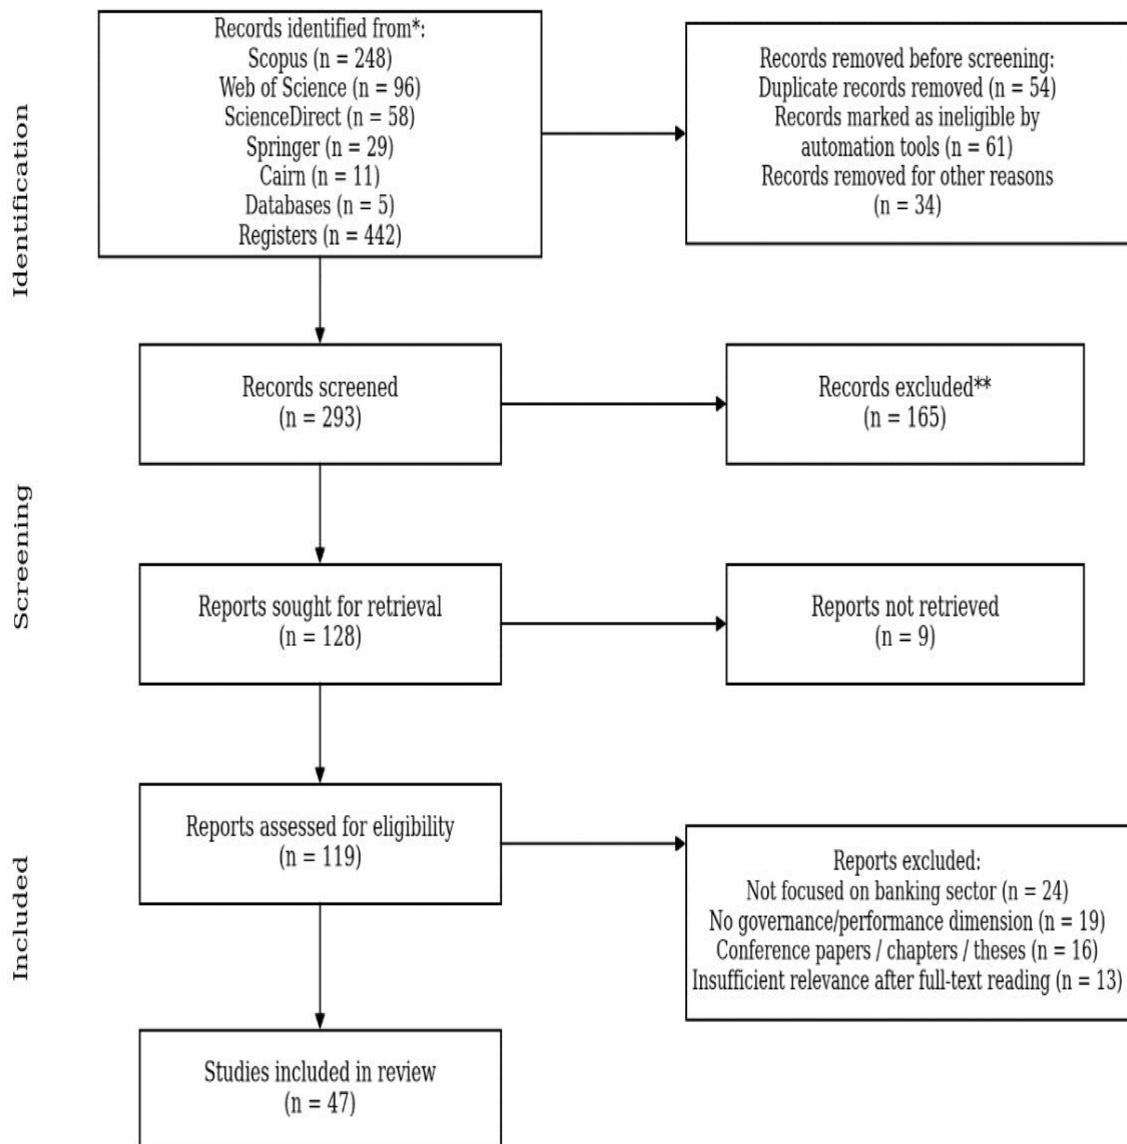 Identification
Records identified from*:
Scopus (n = 248)
Web of Science (n = 96)
ScienceDirect (n = 58)
Springer (n = 29)
Cairn (n = 11)
Databases (n = 5)
Registers (n = 442)
Records removed before screening:
Duplicate records removed (n = 54)
Records marked as ineligible by
automation tools (n = 61)
Records removed for other reasons
(n = 34)
Screening
Records screened
(n = 293)
Records excluded**
(n = 165)
Reports sought for retrieval
(n = 128)
Reports not retrieved
(n = 9)
Included
Reports assessed for eligibility
(n = 119)
Reports excluded:
Not focused on banking sector (n = 24)
No governance/performance dimension (n = 19)
Conference papers / chapters / theses (n = 16)
Insufficient relevance after full-text reading (n = 13)
Studies included in review
(n = 47)